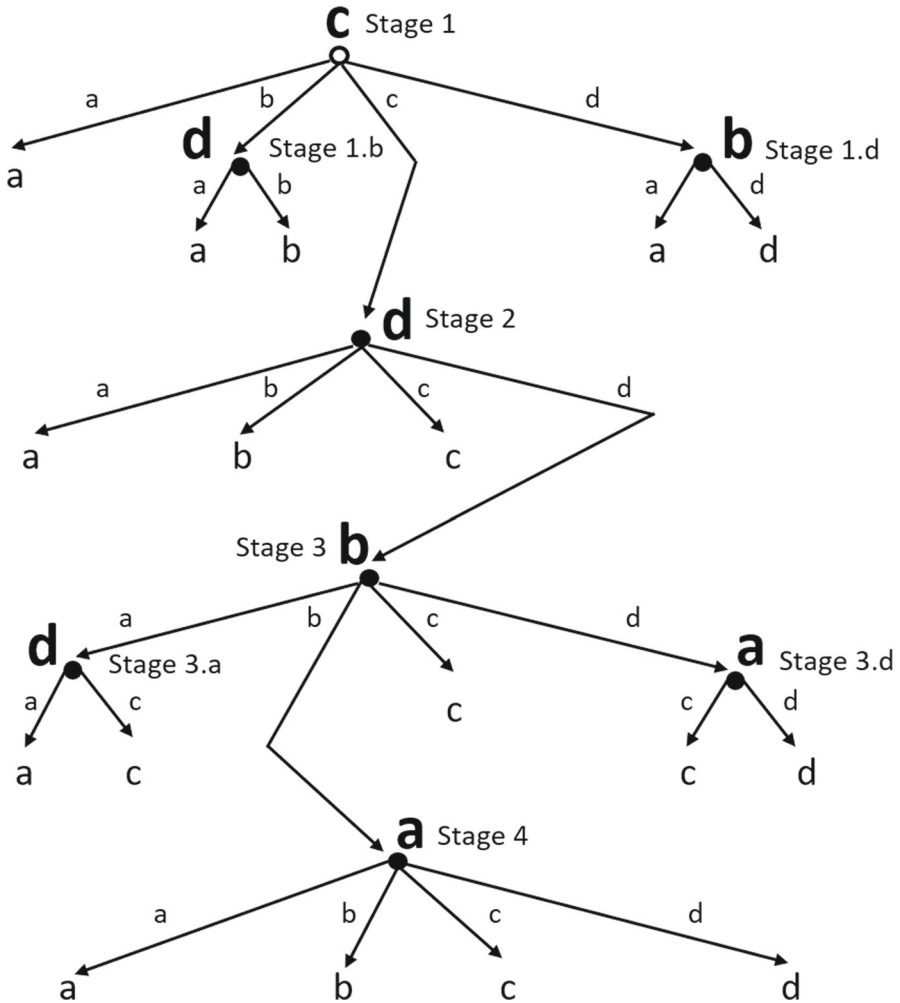 c Stage 1
a b c d
d Stage 1.b b Stage 1.d
a a b a d
a b a d
d Stage 2
a b c d
a b c
Stage 3 b
a b c d
d Stage 3.a a Stage 3.d
a c c c d
a c c d
a Stage 4
a b c d
a b c d